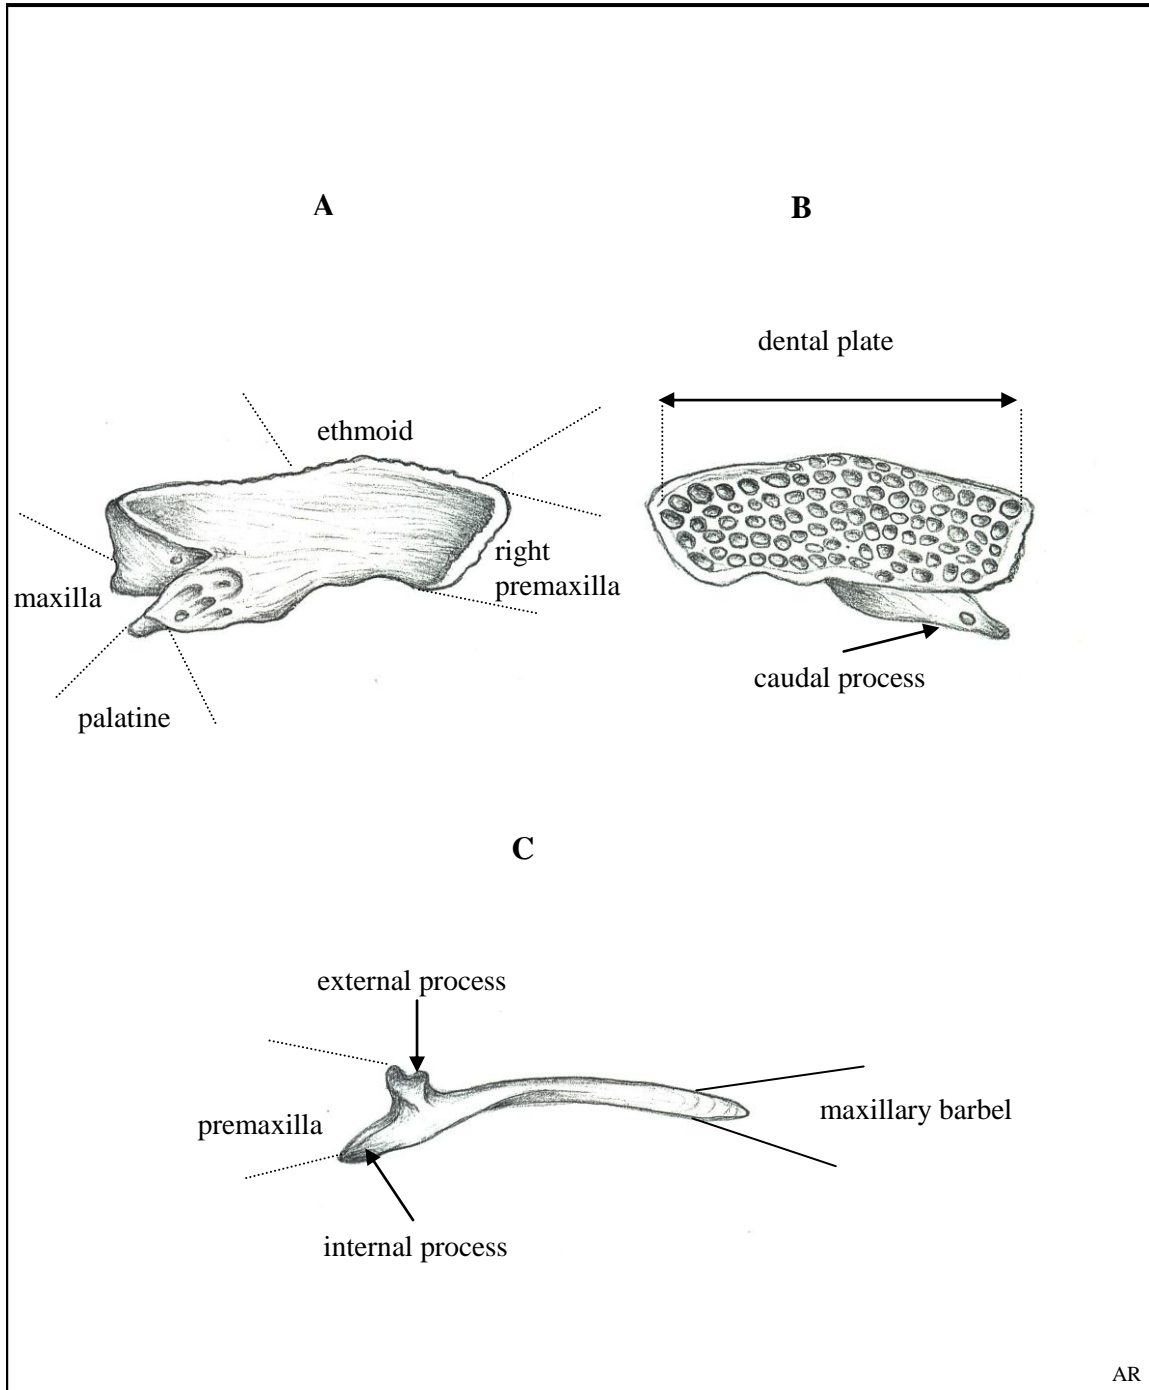 A
B
dental plate
ethmoid
right
premaxilla
maxilla
palatine
caudal process
C
external process
premaxilla
maxillary barbel
internal process
AR